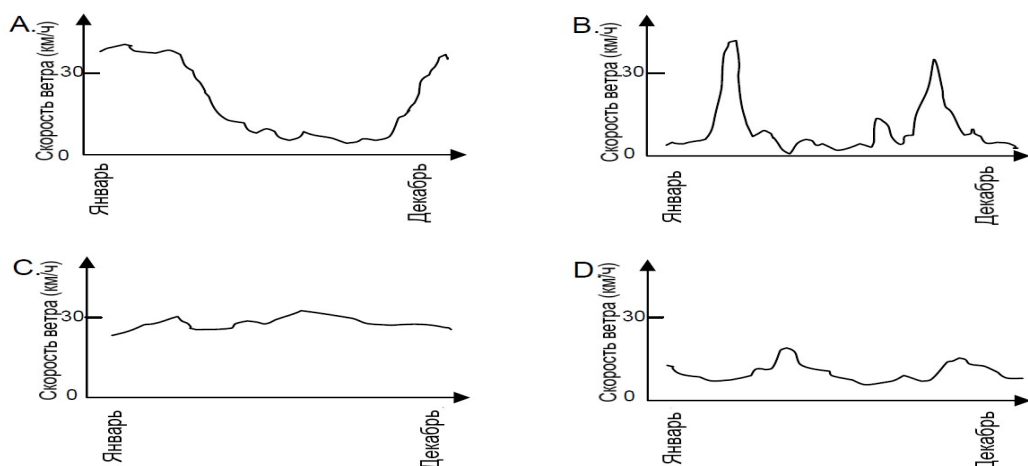 A.
Скорость ветра (км/ч)
30
0
Январь
Декабрь
B.
Скорость ветра (км/ч)
30
0
Январь
Декабрь
C.
Скорость ветра (км/ч)
30
0
Январь
Декабрь
D.
Скорость ветра (км/ч)
30
0
Январь
Декабрь